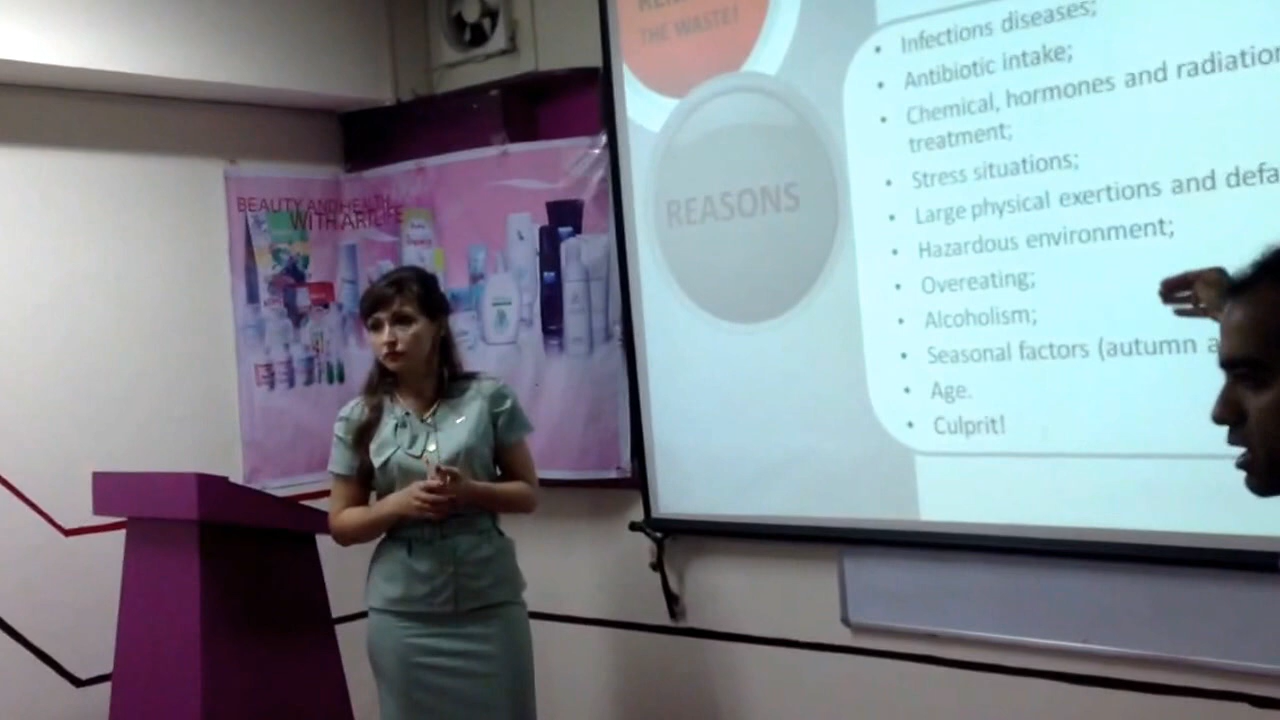 THE WASTE!
REASONS
Infections diseases;
Antibiotic intake;
Chemical, hormones and radiation
treatment;
Stress situations;
Large physical exertions and defa
Hazardous environment;
Overeating;
Alcoholism;
Seasonal factors (autumn a
Age.
Culprit!
BEAUTY AND HEALTH
WITH ARTLIFE